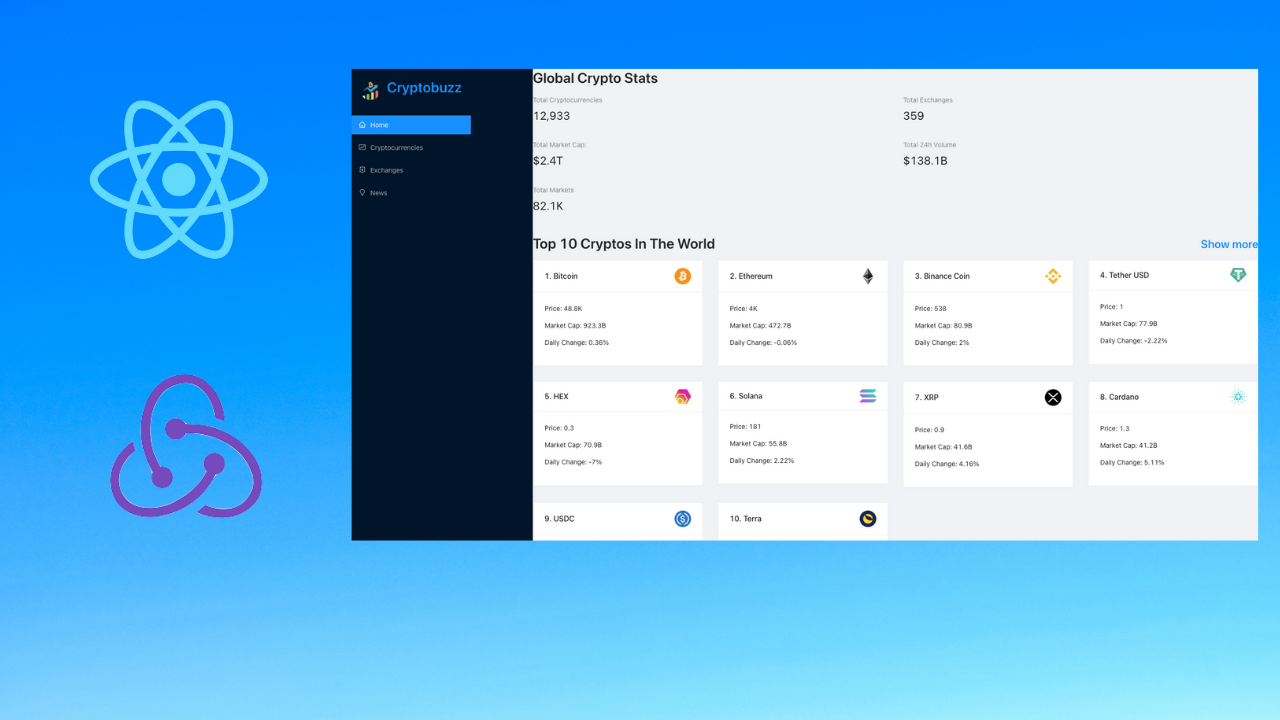 Cryptobuzz
Home
Cryptocurrencies
Exchanges
News
Global Crypto Stats
Total Cryptocurrencies
12,933
Total Exchanges
359
Total Market Cap:
$2.4T
Total 24h Volume
$138.1B
Total Markets
82.1K
Top 10 Cryptos In The World
Show more
1. Bitcoin
Price: 48.8K
Market Cap: 923.3B
Daily Change: 0.36%
2. Ethereum
Price: 4K
Market Cap: 472.7B
Daily Change: -0.06%
3. Binance Coin
Price: 538
Market Cap: 80.9B
Daily Change: 2%
4. Tether USD
Price: 1
Market Cap: 77.9B
Daily Change: -2.22%
5. HEX
Price: 0.3
Market Cap: 70.9B
Daily Change: -7%
6. Solana
Price: 181
Market Cap: 55.8B
Daily Change: 2.22%
7. XRP
Price: 0.9
Market Cap: 41.6B
Daily Change: 4.16%
8. Cardano
Price: 1.3
Market Cap: 41.2B
Daily Change: 5.11%
9. USDC
10. Terra